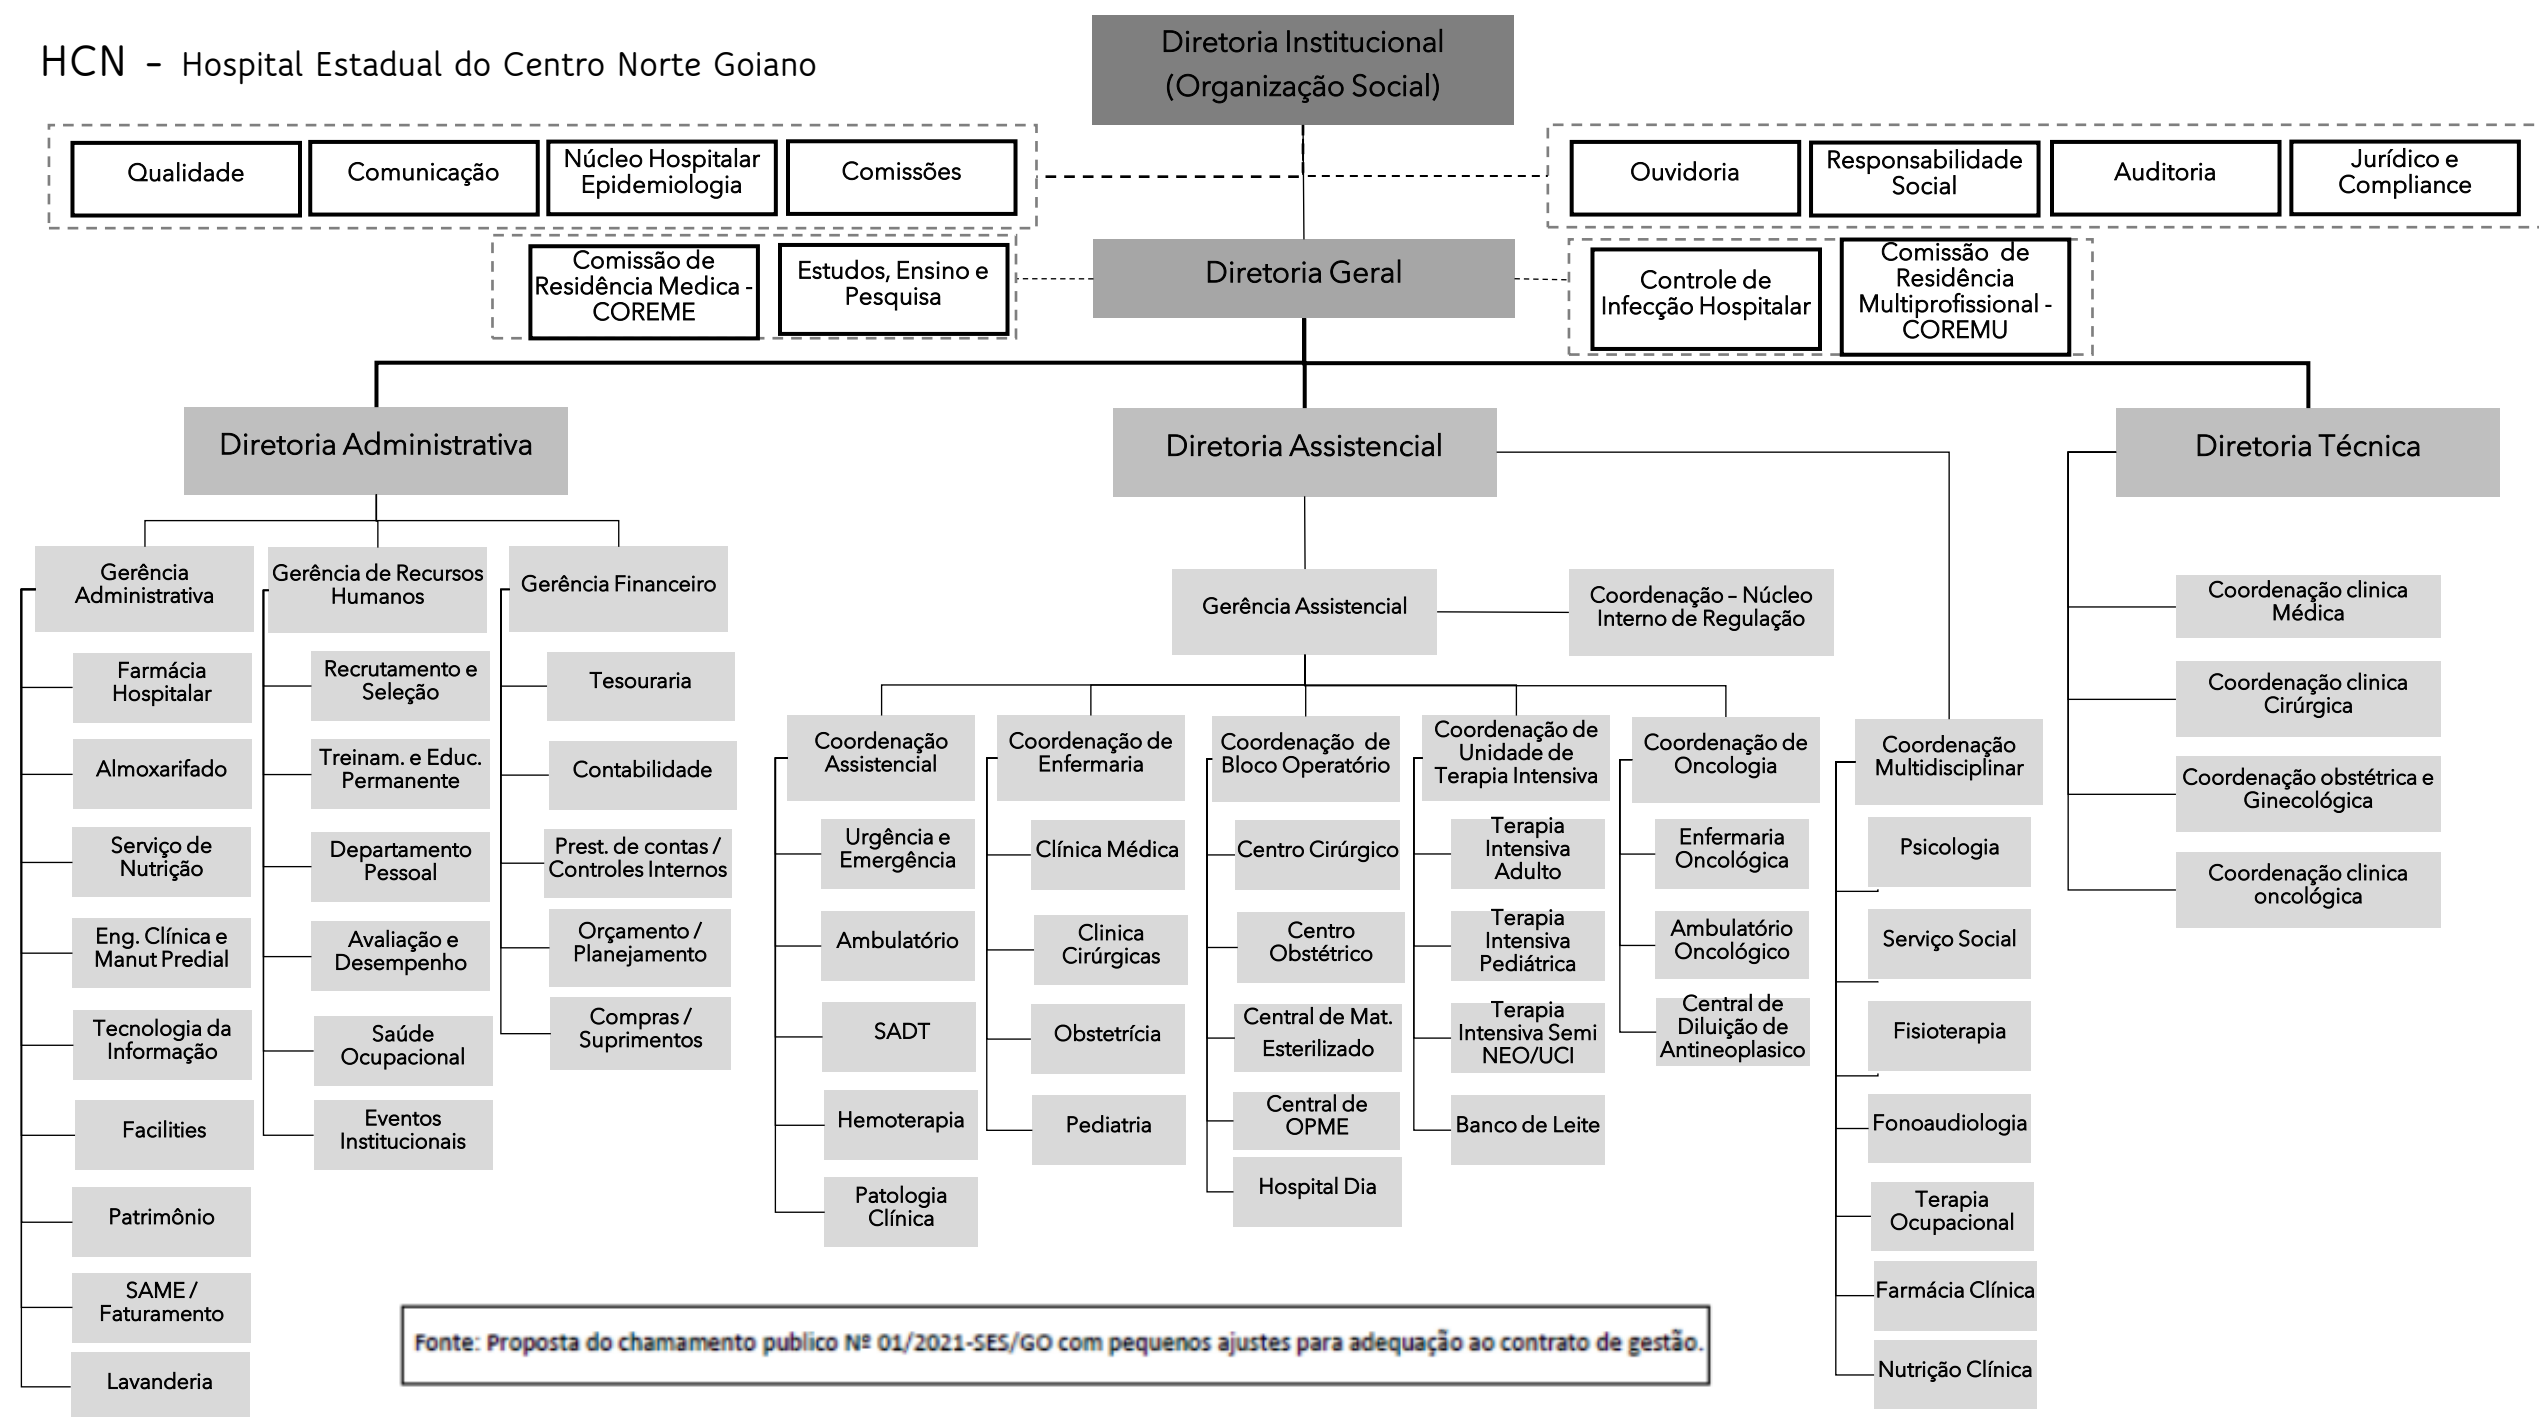 HCN - Hospital Estadual do Centro Norte Goiano
Diretoria Institucional
(Organização Social)
Qualidade
Comunicação
Núcleo Hospitalar
Epidemiologia
Comissões
Ouvidoria
Responsabilidade
Social
Auditoria
Jurídico e
Compliance
Comissão de
Residência Medica -
COREME
Estudos, Ensino e
Pesquisa
Diretoria Geral
Controle de
Infecção Hospitalar
Comissão de
Residência
Multiprofissional -
COREMU
Diretoria Administrativa
Diretoria Assistencial
Diretoria Técnica
Gerência
Administrativa
Farmácia
Hospitalar
Almoxarifado
Serviço de
Nutrição
Eng. Clínica e
Manut Predial
Tecnologia da
Informação
Facilities
Patrimônio
SAME /
Faturamento
Lavanderia
Gerência de Recursos
Humanos
Recrutamento e
Seleção
Treinam. e Educ.
Permanente
Departamento
Pessoal
Avaliação e
Desempenho
Saúde
Ocupacional
Eventos
Institucionais
Gerência Financeiro
Tesouraria
Contabilidade
Prest. de contas /
Controles Internos
Orçamento /
Planejamento
Compras /
Suprimentos
Gerência Assistencial
Coordenação – Núcleo
Interno de Regulação
Coordenação
Assistencial
Urgência e
Emergência
Ambulatório
SADT
Hemoterapia
Patologia
Clínica
Coordenação de
Enfermaria
Clínica Médica
Clinica
Cirúrgicas
Obstetrícia
Pediatria
Coordenação de
Bloco Operatório
Centro Cirúrgico
Centro
Obstétrico
Central de Mat.
Esterilizado
Central de
OPME
Hospital Dia
Coordenação de
Unidade de
Terapia Intensiva
Terapia
Intensiva
Adulto
Terapia
Intensiva
Pediátrica
Terapia
Intensiva Semi
NEO/UCI
Banco de Leite
Coordenação de
Oncologia
Enfermaria
Oncológica
Ambulatório
Oncológico
Central de
Diluição de
Antineoplasico
Coordenação
Multidisciplinar
Psicologia
Serviço Social
Fisioterapia
Fonoaudiologia
Terapia
Ocupacional
Farmácia Clínica
Nutrição Clínica
Coordenação clinica
Médica
Coordenação clinica
Cirúrgica
Coordenação obstétrica e
Ginecológica
Coordenação clinica
oncológica
Fonte: Proposta do chamamento publico Nº 01/2021-SES/GO com pequenos ajustes para adequação ao contrato de gestão.